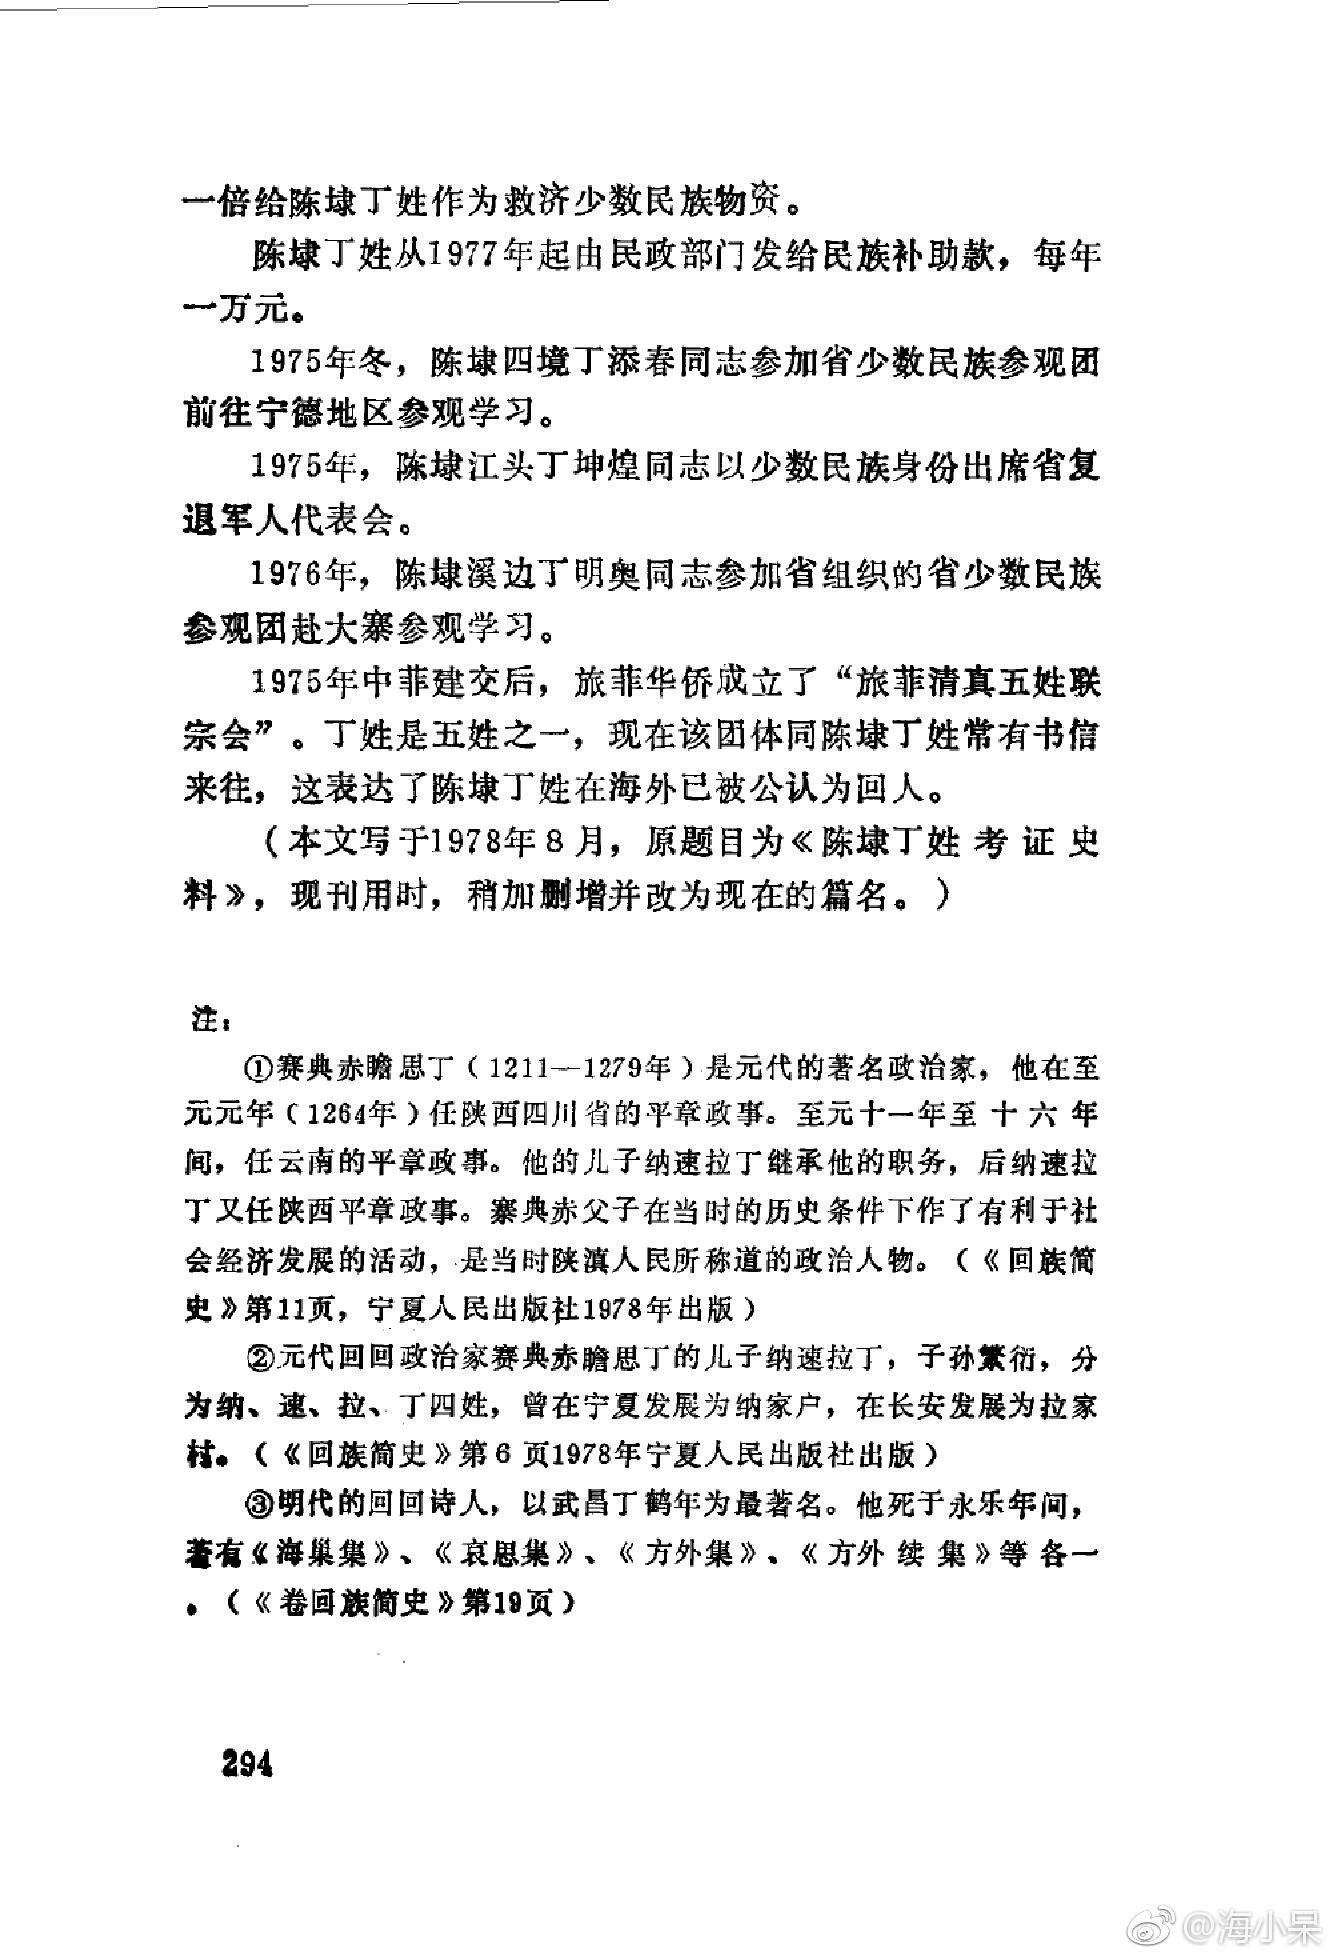 一倍给陈埭丁姓作为救济少数民族物资。
陈埭丁姓从1977年起由民政部门发给民族补助款，每年
一万元。
1975年冬，陈埭四境丁添春同志参加省少数民族参观团
前往宁德地区参观学习。
1975年，陈埭江头丁坤煌同志以少数民族身份出席省复
退军人代表会。
1976年，陈埭溪边丁明奥同志参加省组织的省少数民族
参观团赴大寨参观学习。
1975年中菲建交后，旅菲华侨成立了“旅菲清真五姓联
宗会”。丁姓是五姓之一，现在该团体同陈埭丁姓常有书信
来往，这表达了陈埭丁姓在海外已被公认为回人。
（本文写于1978年8月，原题目为《陈埭丁姓考证史
料》，现刊用时，稍加删增并改为现在的篇名。）
注：
①赛典赤瞻思丁（1211—1279年）是元代的著名政治家，他在至
元元年（1264年）任陕西四川省的平章政事。至元十一年至十六年
间，任云南的平章政事。他的儿子纳速拉丁继承他的职务，后纳速拉
丁又任陕西平章政事。寨典赤父子在当时的历史条件下作了有利于社
会经济发展的活动，是当时陕滇人民所称道的政治人物。（《回族简
史》第11页，宁夏人民出版社1978年出版）
②元代回回政治家赛典赤瞻思丁的儿子纳速拉丁，子孙繁衍，分
为纳、速、拉、丁四姓，曾在宁夏发展为纳家户，在长安发展为拉家
村。（《回族简史》第6页1978年宁夏人民出版社出版）
③明代的回回诗人，以武昌丁鹤年为最著名。他死于永乐年间，
著有《海巢集》、《哀思集》、《方外集》、《方外续集》等各一
。（《卷回族简史》第19页）
294
@海小呆